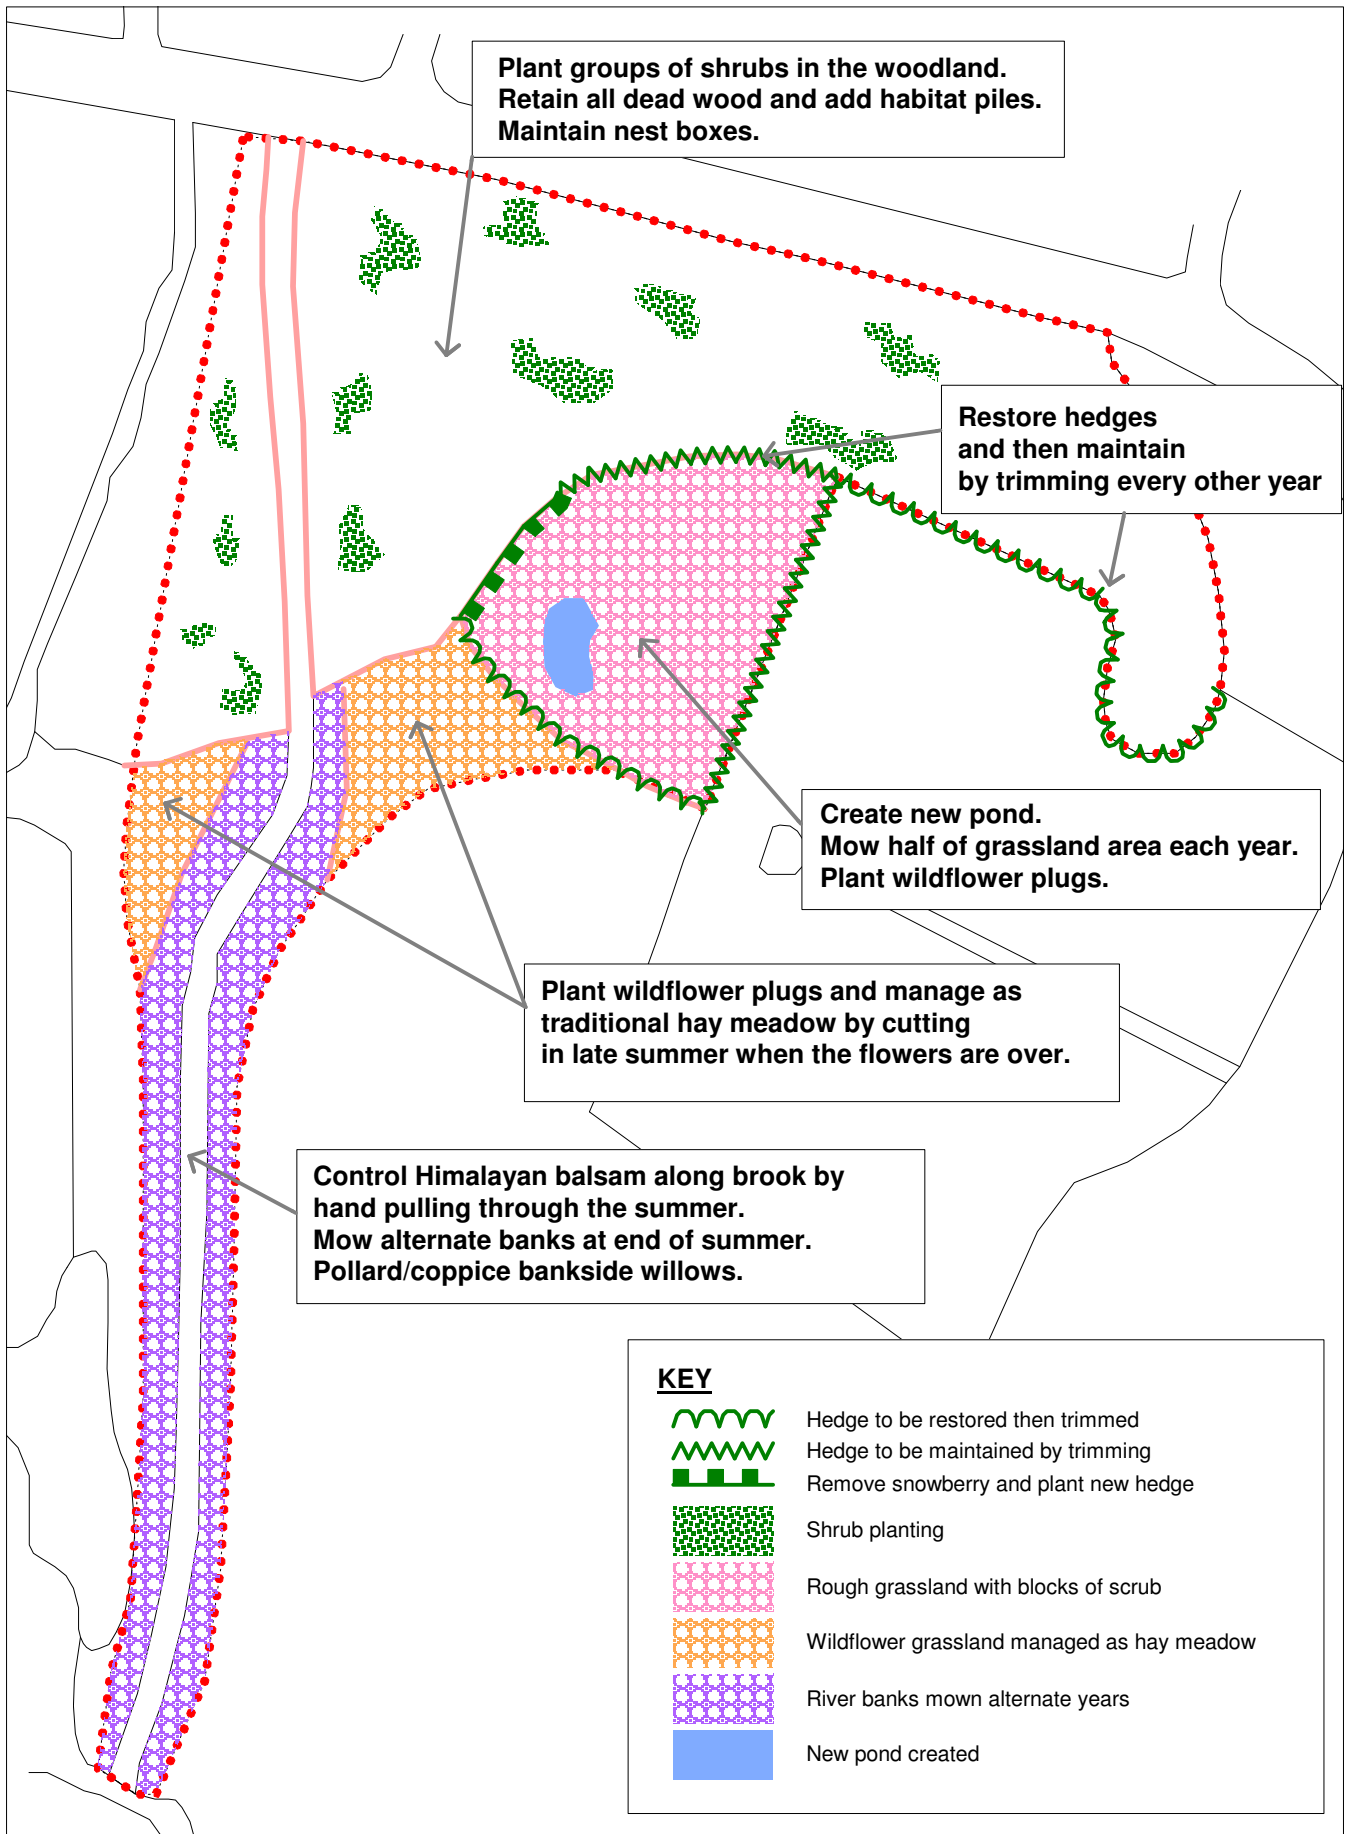 Plant groups of shrubs in the woodland.
Retain all dead wood and add habitat piles.
Maintain nest boxes.
Restore hedges
and then maintain
by trimming every other year
Create new pond.
Mow half of grassland area each year.
Plant wildflower plugs.
Plant wildflower plugs and manage as
traditional hay meadow by cutting
in late summer when the flowers are over.
Control Himalayan balsam along brook by
hand pulling through the summer.
Mow alternate banks at end of summer.
Pollard/coppice bankside willows.
KEY
Hedge to be restored then trimmed
Hedge to be maintained by trimming
Remove snowberry and plant new hedge
Shrub planting
Rough grassland with blocks of scrub
Wildflower grassland managed as hay meadow
River banks mown alternate years
New pond created